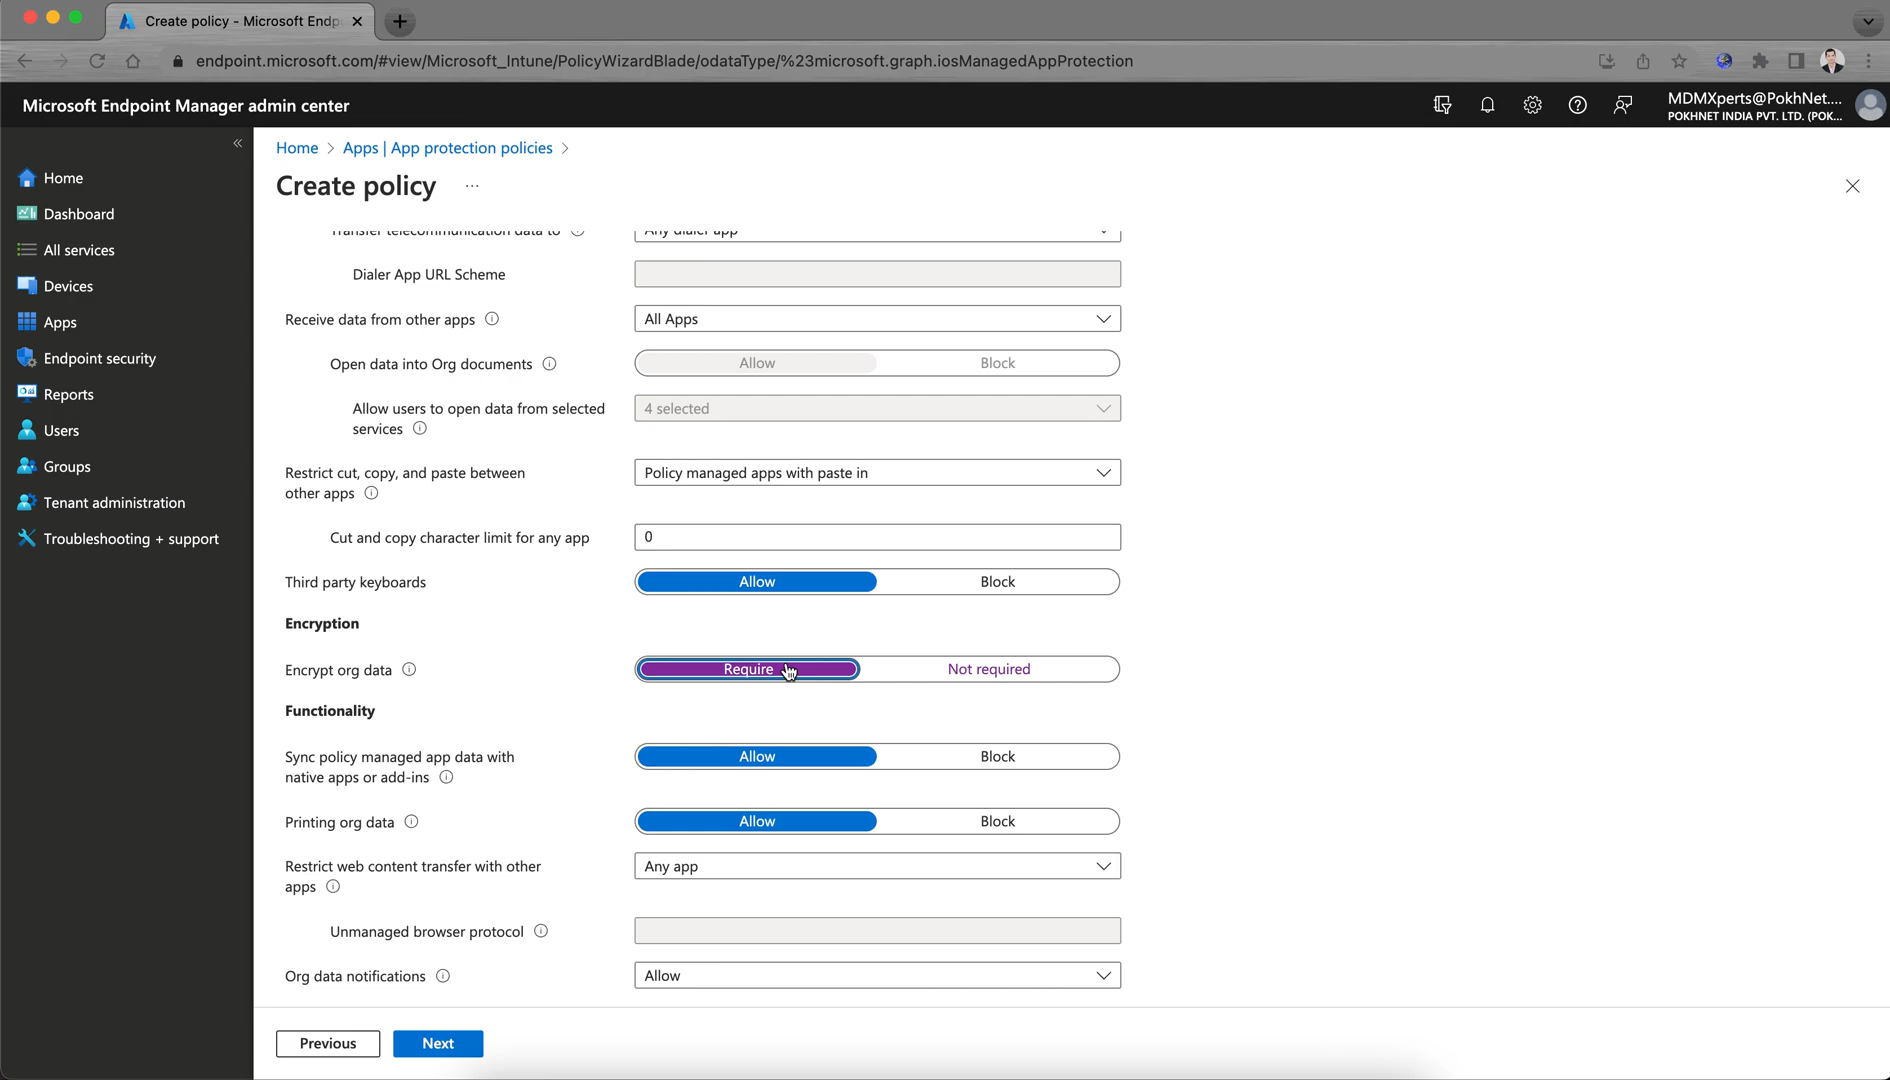 Create policy - Microsoft Endp
endpoint.microsoft.com/#view/Microsoft_Intune/PolicyWizardBlade/odataType/%23microsoft.graph.iosManagedAppProtection
Microsoft Endpoint Manager admin center
MDMXperts@PokhNet....
POKHNET INDIA PVT. LTD. (POK...
Home
Dashboard
All services
Devices
Apps
Endpoint security
Reports
Users
Groups
Tenant administration
Troubleshooting + support
Home > Apps | App protection policies >
Create policy ...
Transfer telecommunication data to
Any dialer app
Dialer App URL Scheme
Receive data from other apps
All Apps
Open data into Org documents
Allow Block
Allow users to open data from selected
services
4 selected
Restrict cut, copy, and paste between
other apps
Policy managed apps with paste in
Cut and copy character limit for any app
0
Third party keyboards
Allow Block
Encryption
Encrypt org data
Require Not required
Functionality
Sync policy managed app data with
native apps or add-ins
Allow Block
Printing org data
Allow Block
Restrict web content transfer with other
apps
Any app
Unmanaged browser protocol
Org data notifications
Allow
Previous Next